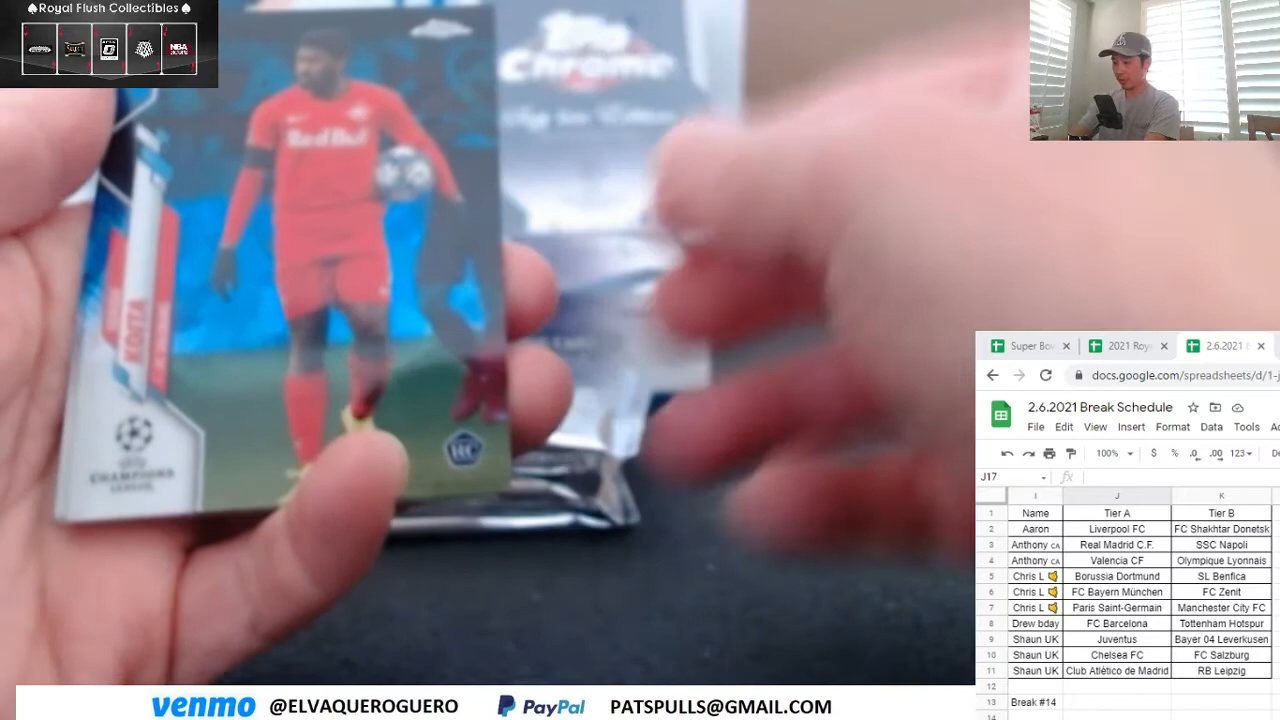 ♠Royal Flush Collectibles♠
NBA
Topps
Chrome
RedBull
KOITA
CHAMPIONS
LEAGUE
RC
Super Bo
2021 Roy
2.6.2021 B
docs.google.com/spreadsheets/d/1-j
2.6.2021 Break Schedule
File Edit View Insert Format Data Tools
100% $ % .0 .00 123
J17 fx
I J K
1 Name Tier A Tier B
2 Aaron Liverpool FC FC Shakhtar Donetsk
3 Anthony CA Real Madrid C.F. SSC Napoli
4 Anthony CA Valencia CF Olympique Lyonnais
5 Chris L Borussia Dortmund SL Benfica
6 Chris L FC Bayern München FC Zenit
7 Chris L Paris Saint-Germain Manchester City FC
8 Drew bday FC Barcelona Tottenham Hotspur
9 Shaun UK Juventus Bayer 04 Leverkusen
10 Shaun UK Chelsea FC FC Salzburg
11 Shaun UK Club Atlético de Madrid RB Leipzig
12
13 Break #14
14
venmo @ELVAQUEROGUERO PayPal PATSPULLS@GMAIL.COM